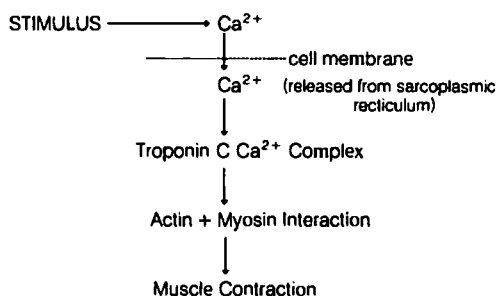 STIMULUS Ca²⁺
cell membrane
Ca²⁺ (released from sarcoplasmic
recticulum)
Troponin C Ca²⁺ Complex
Actin + Myosin Interaction
Muscle Contraction